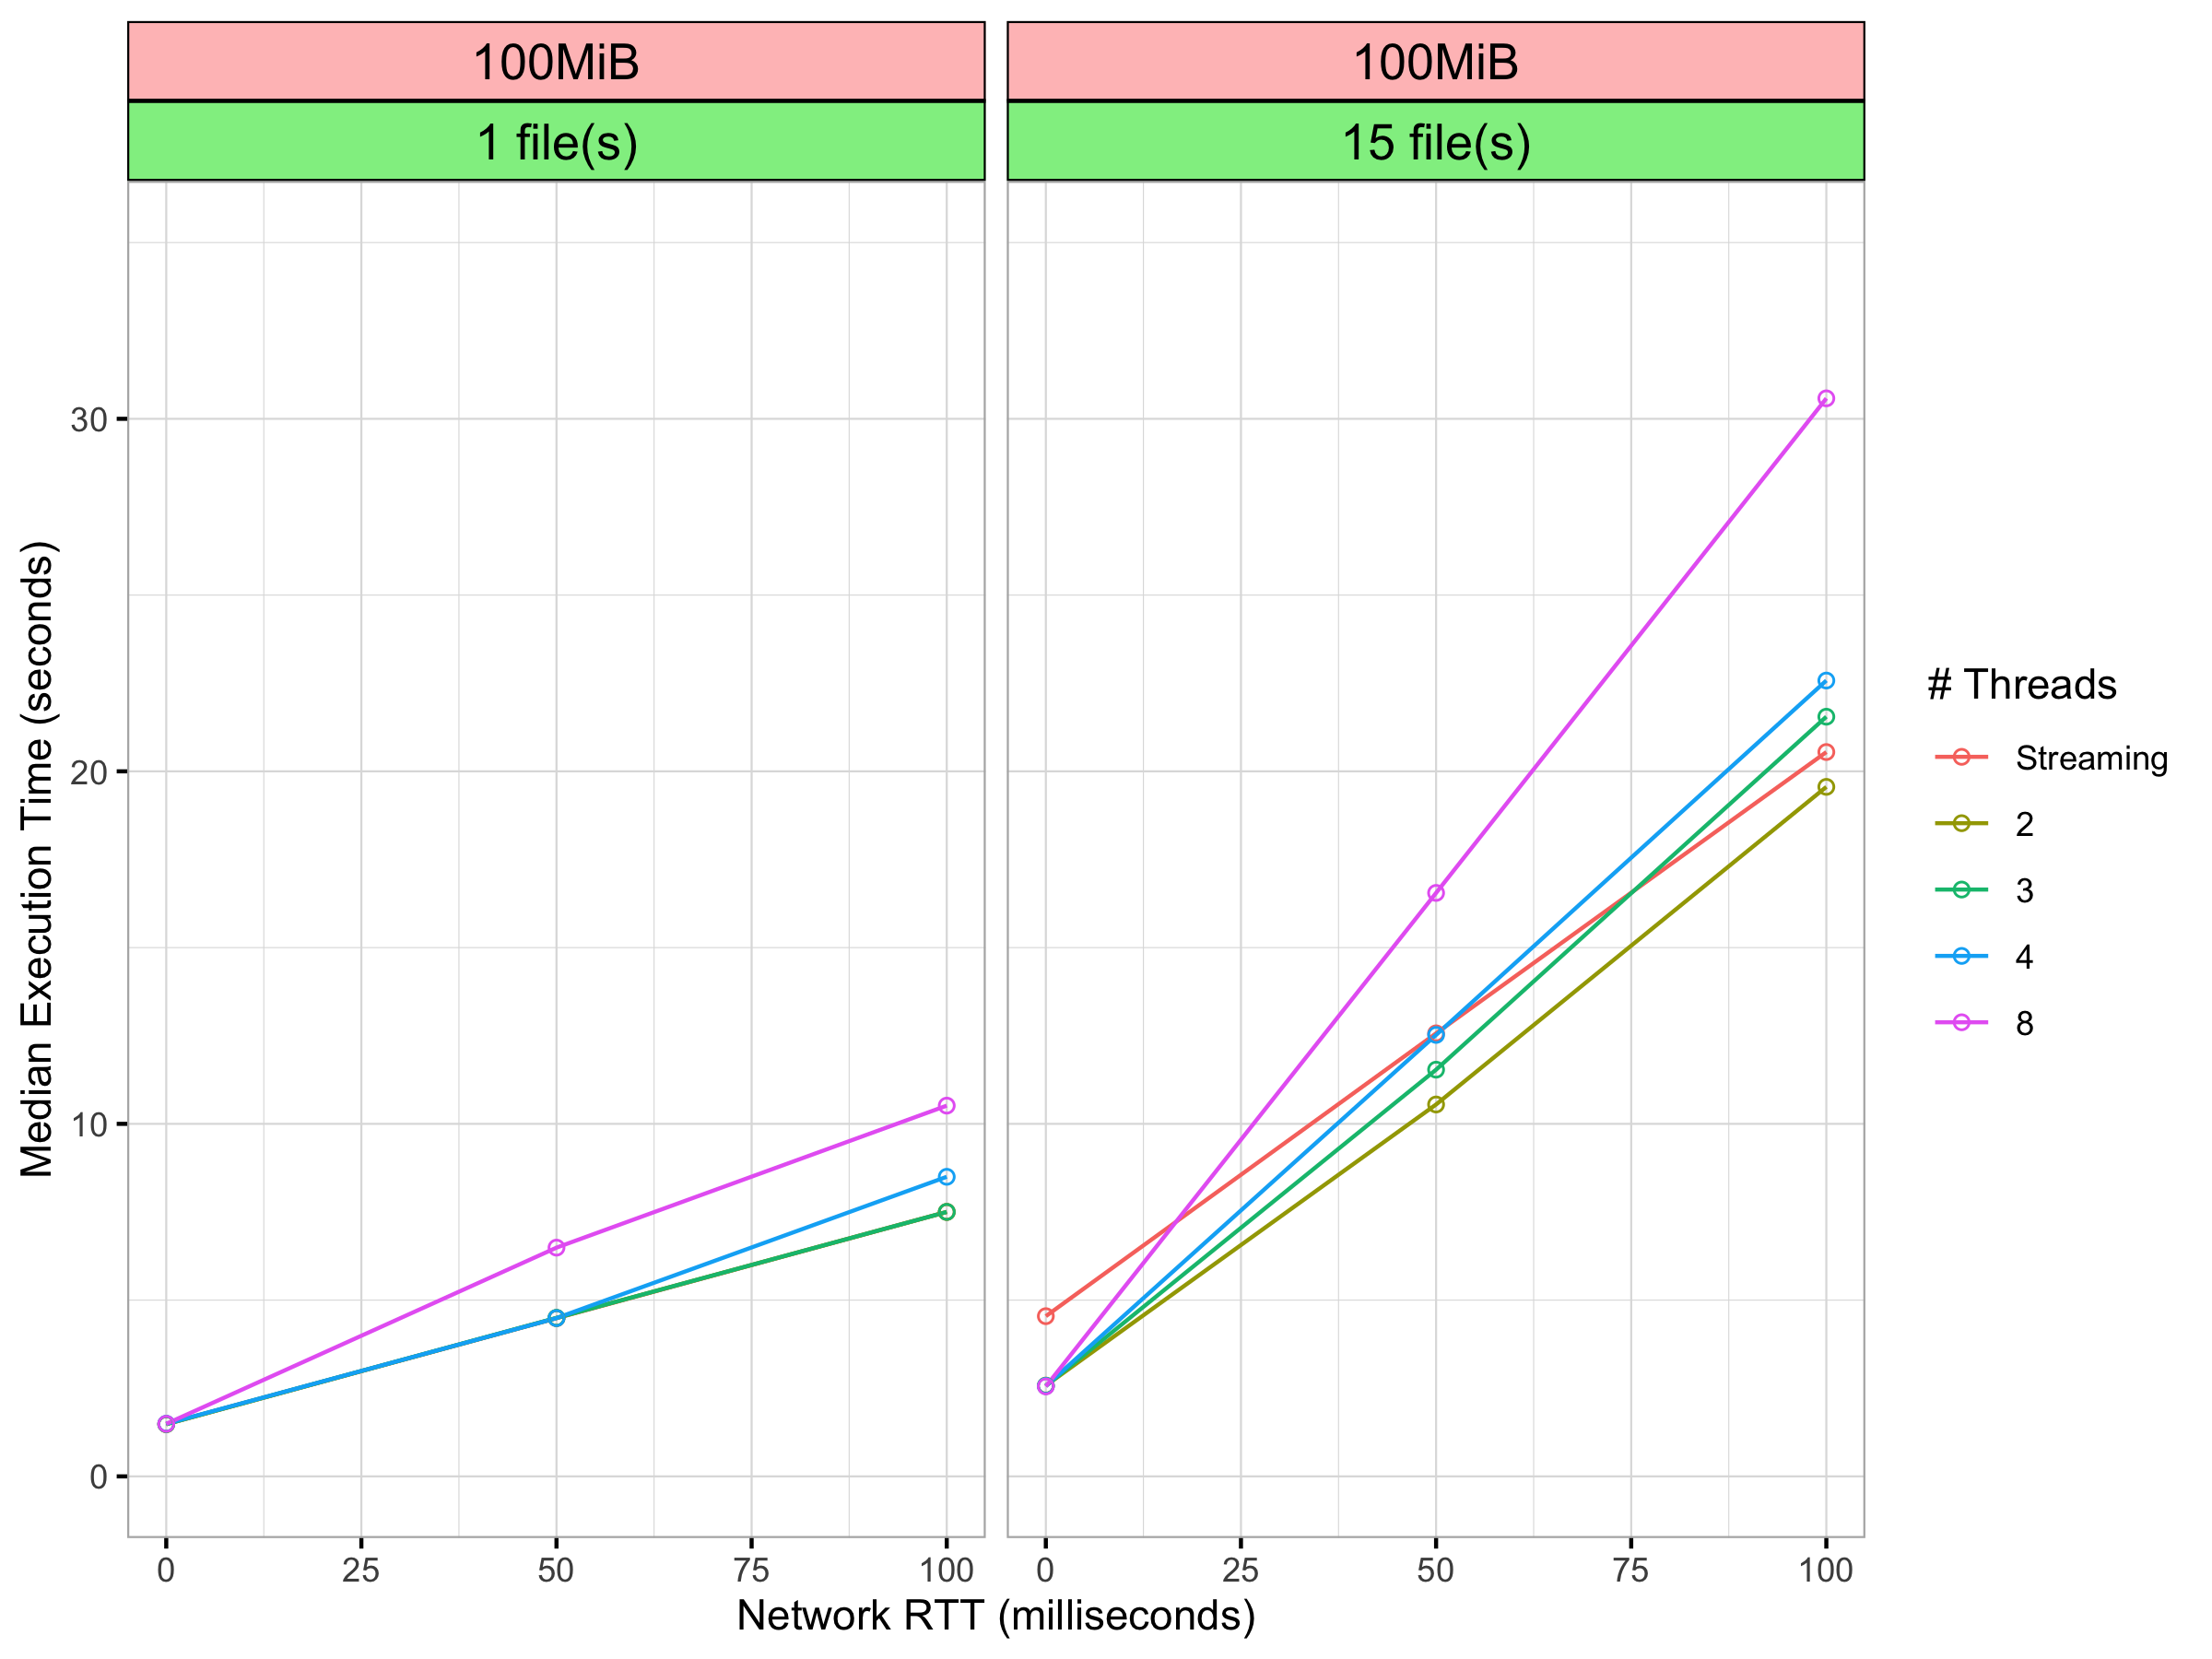 100MiB
100MiB
1 file(s)
15 file(s)
Median Execution Time (seconds)
30
20
10
0
0 25 50 75 100
0 25 50 75 100
Network RTT (milliseconds)
# Threads
Streaming
2
3
4
8